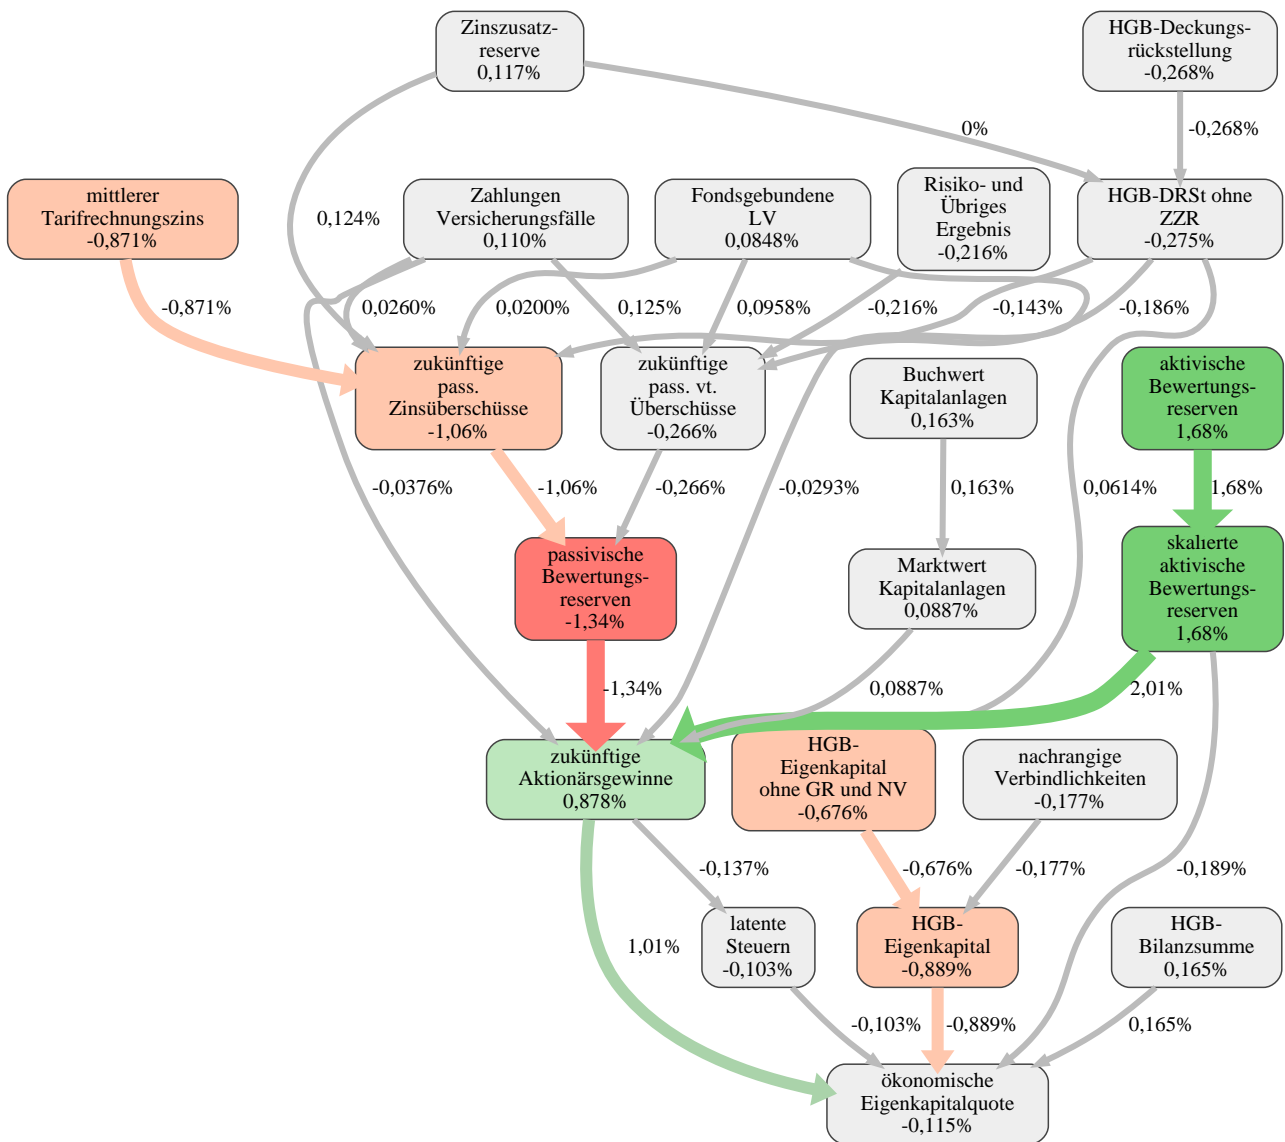 Zinszusatz-
reserve
0,117%
HGB-Deckungs-
rückstellung
-0,268%
0%
-0,268%
mittlerer
Tarifrechnungszins
-0,871%
0,124%
Zahlungen
Versicherungsfälle
0,110%
Fondsgebundene
LV
0,0848%
Risiko- und
Übriges
Ergebnis
-0,216%
HGB-DRSt ohne
ZZR
-0,275%
-0,871%
0,0260%
0,0200%
0,125%
0,0958%
-0,216%
-0,143%
-0,186%
zukünftige
pass.
Zinsüberschüsse
-1,06%
zukünftige
pass. vt.
Überschüsse
-0,266%
Buchwert
Kapitalanlagen
0,163%
aktivische
Bewertungs-
reserven
1,68%
-0,0376%
-1,06%
-0,266%
-0,0293%
0,163%
0,0614%
1,68%
passivische
Bewertungs-
reserven
-1,34%
Marktwert
Kapitalanlagen
0,0887%
skalierte
aktivische
Bewertungs-
reserven
1,68%
-1,34%
0,0887%
2,01%
zukünftige
Aktionärsgewinne
0,878%
HGB-
Eigenkapital
ohne GR und NV
-0,676%
nachrangige
Verbindlichkeiten
-0,177%
-0,137%
-0,676%
-0,177%
-0,189%
1,01%
latente
Steuern
-0,103%
HGB-
Eigenkapital
-0,889%
HGB-
Bilanzsumme
0,165%
-0,103%
-0,889%
0,165%
ökonomische
Eigenkapitalquote
-0,115%